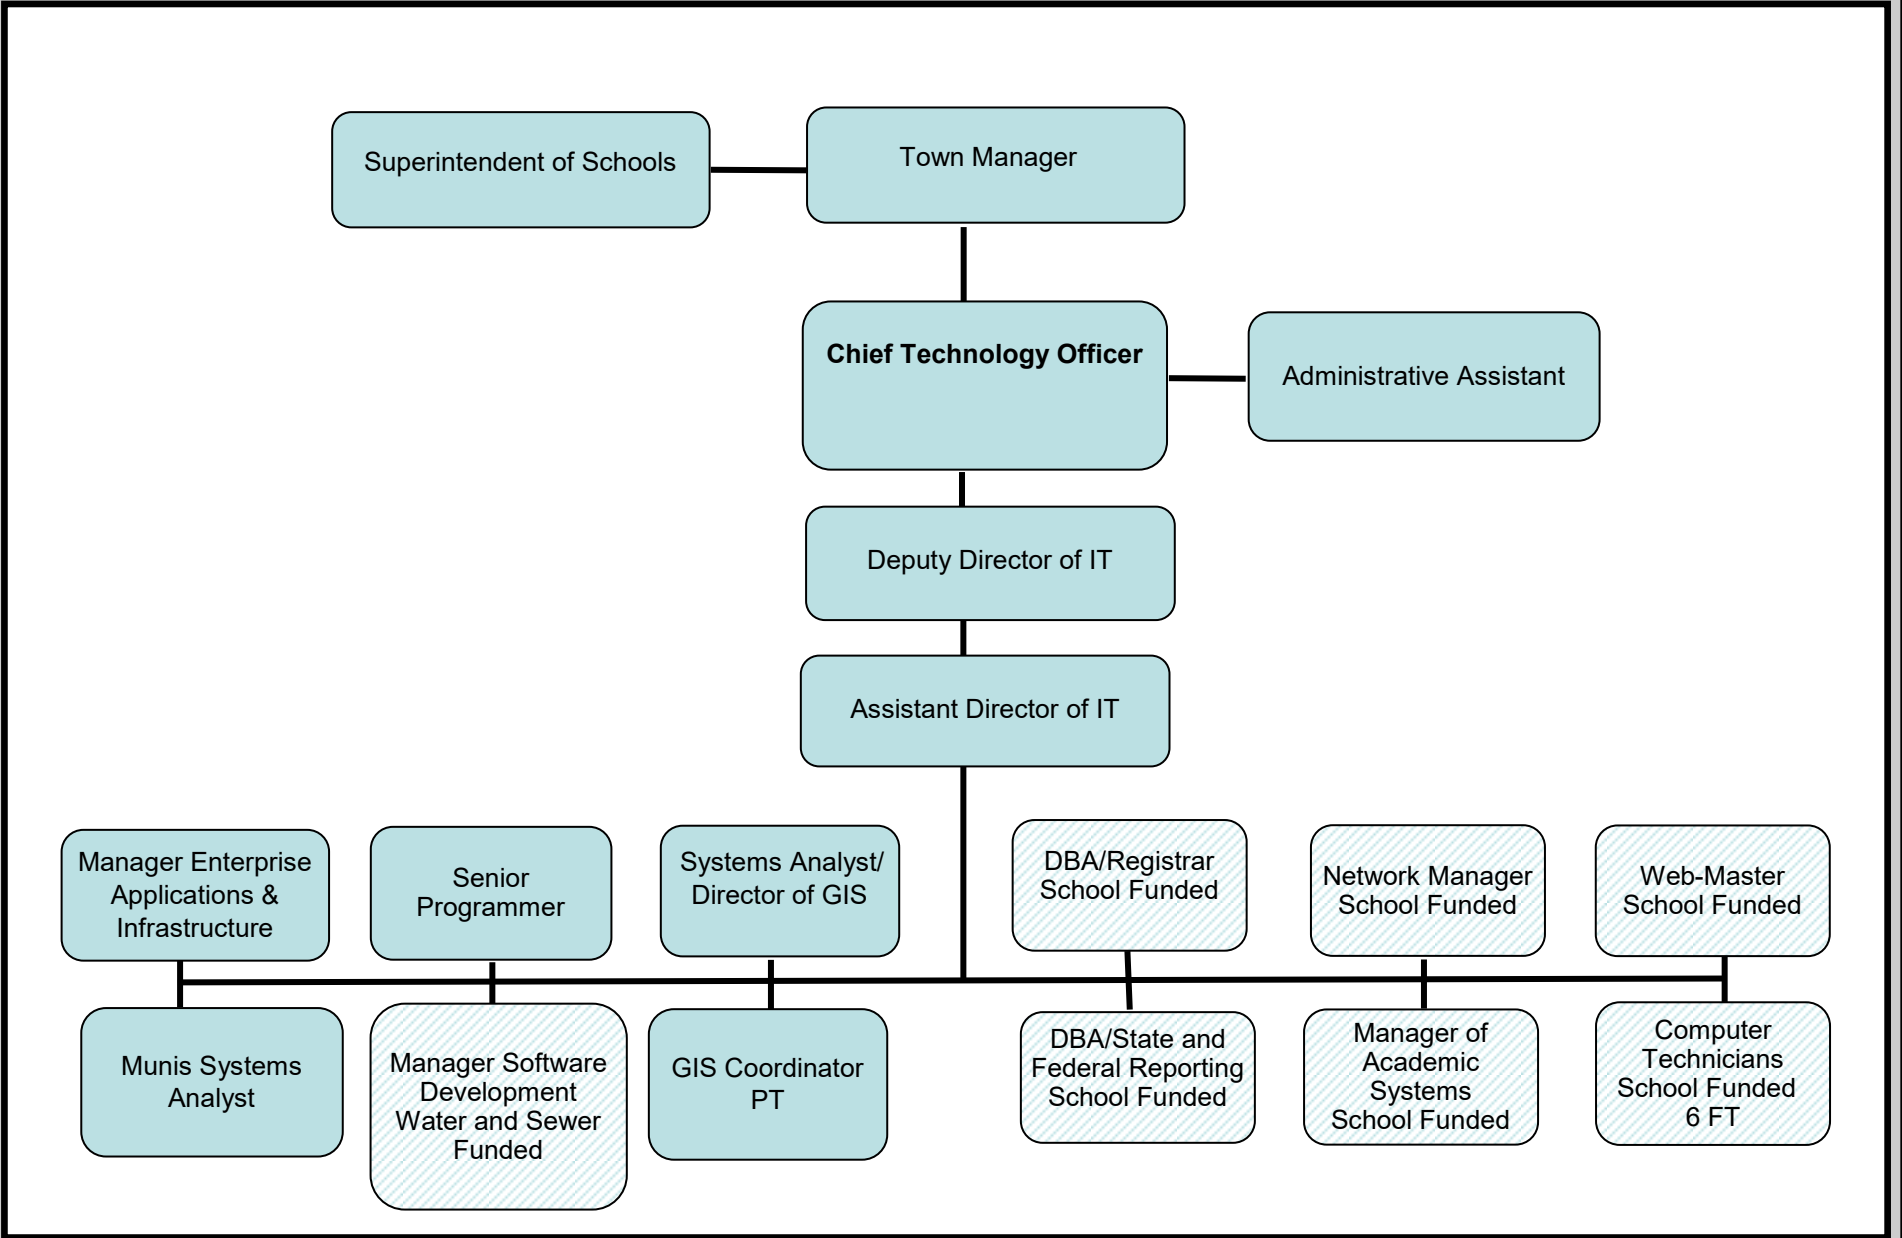 Superintendent of Schools
Town Manager
Chief Technology Officer
Administrative Assistant
Deputy Director of IT
Assistant Director of IT
Manager Enterprise
Applications &
Infrastructure
Senior
Programmer
Systems Analyst/
Director of GIS
DBA/Registrar
School Funded
Network Manager
School Funded
Web-Master
School Funded
Munis Systems
Analyst
Manager Software
Development
Water and Sewer
Funded
GIS Coordinator
PT
DBA/State and
Federal Reporting
School Funded
Manager of
Academic
Systems
School Funded
Computer
Technicians
School Funded
6 FT